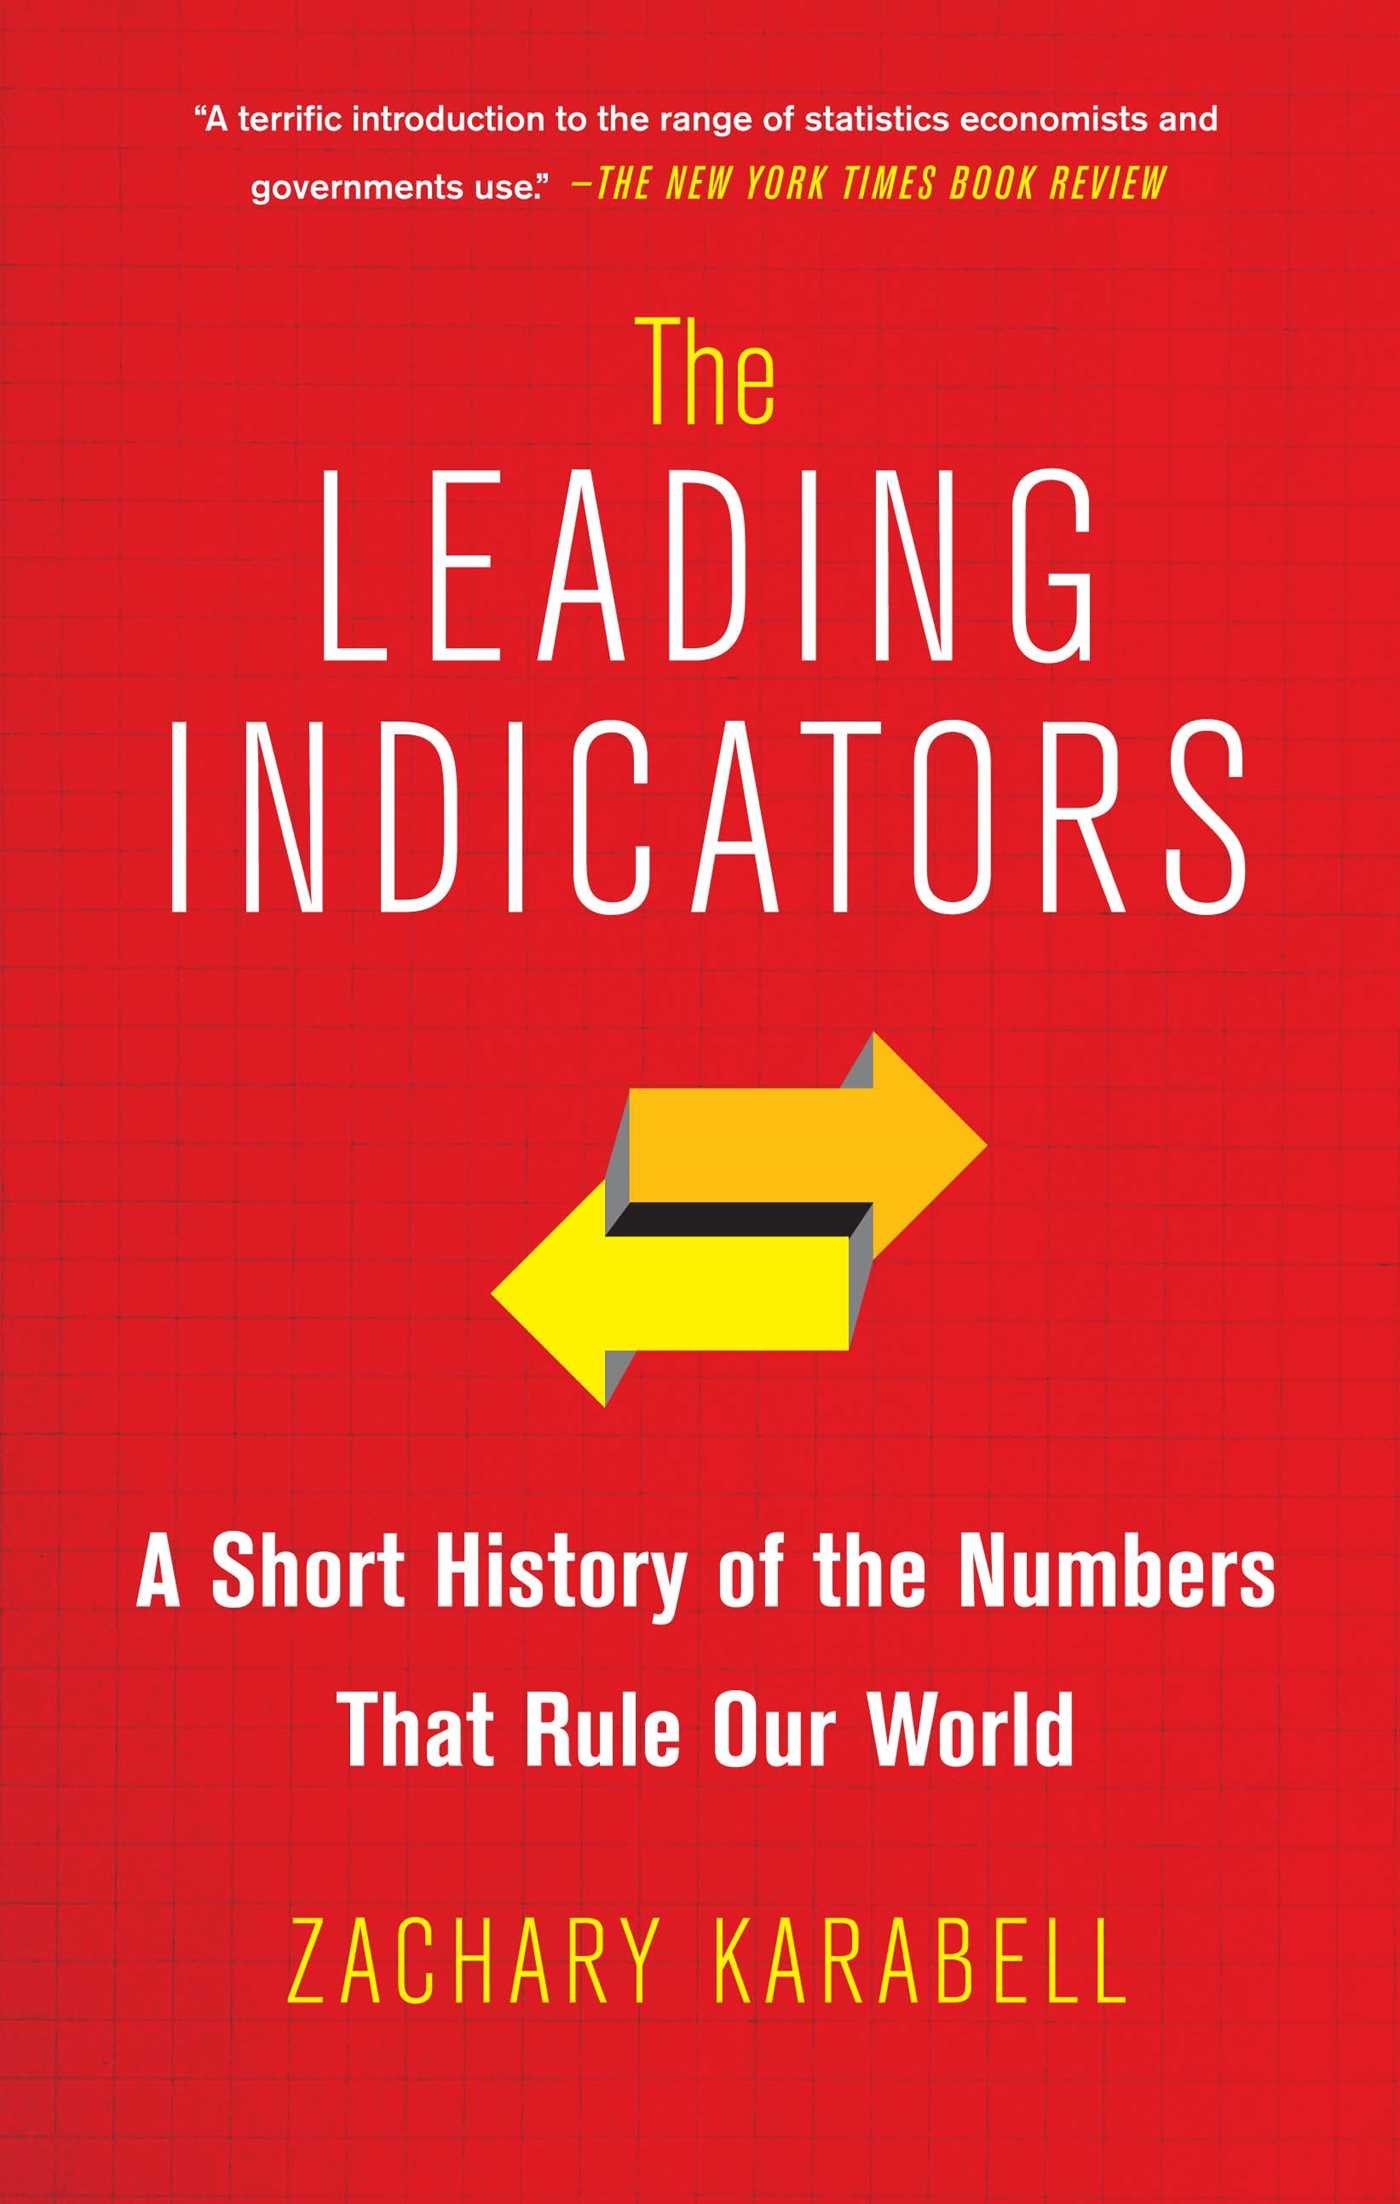 “A terrific introduction to the range of statistics economists and
governments use.” –THE NEW YORK TIMES BOOK REVIEW
The
LEADING
INDICATORS
A Short History of the Numbers
That Rule Our World
ZACHARY KARABELL